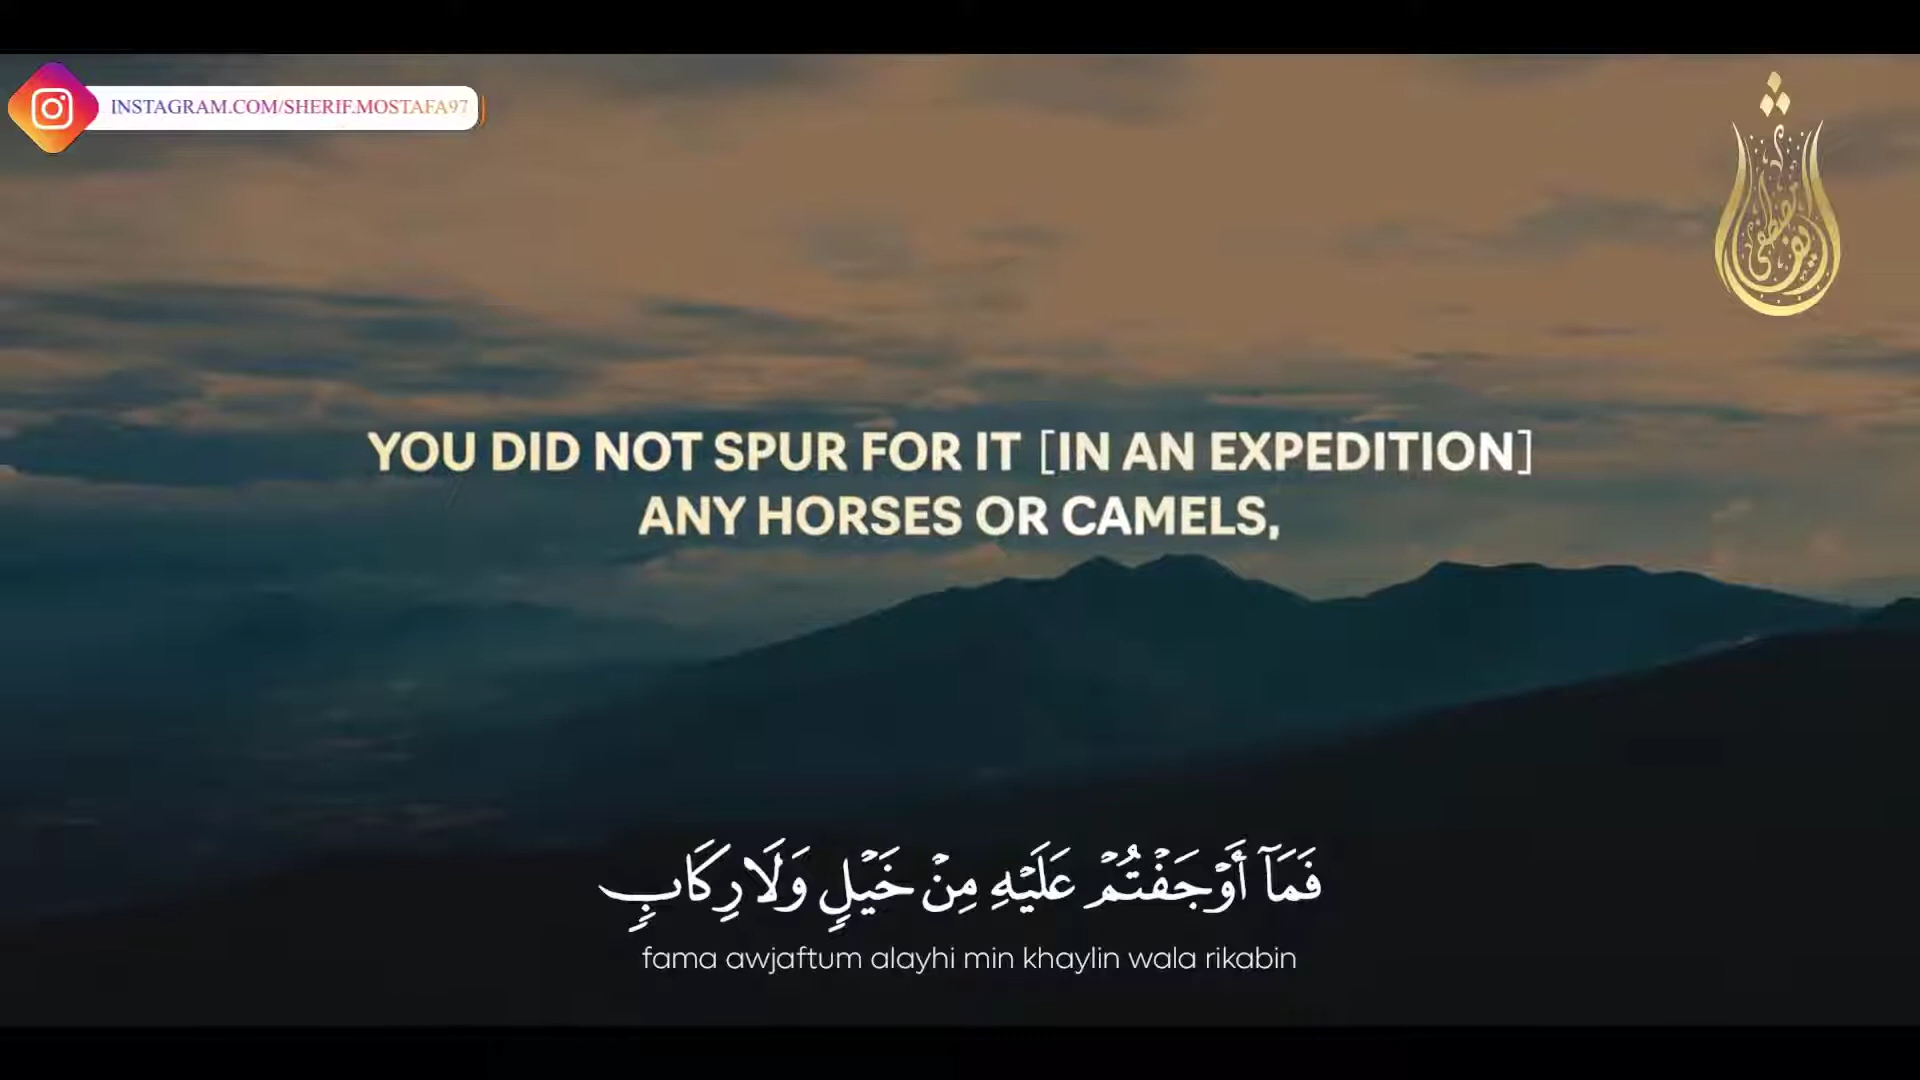 INSTAGRAM.COM/SHERIF.MOSTAFA97
YOU DID NOT SPUR FOR IT [IN AN EXPEDITION]
ANY HORSES OR CAMELS,
فَمَآ أَوْجَفْتُمْ عَلَيْهِ مِنْ خَيْلٍ وَلَا رِكَابٍ
fama awjaftum alayhi min khaylin wala rikabin